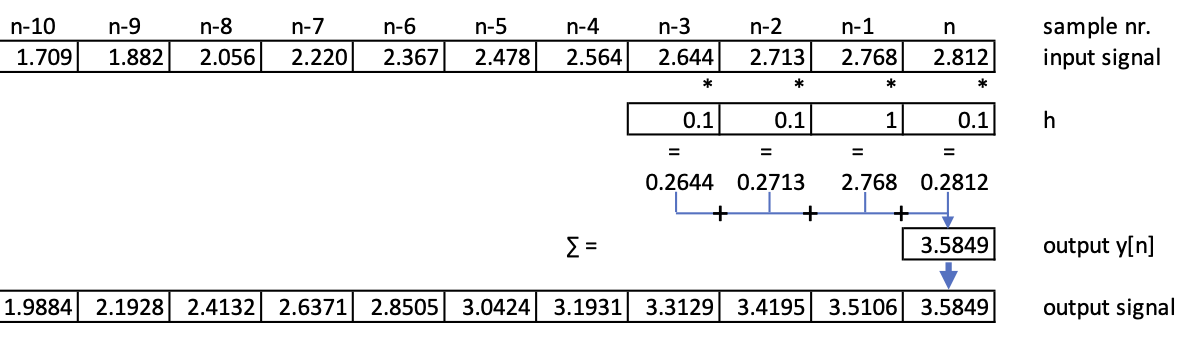 n-10 n-9 n-8 n-7 n-6 n-5 n-4 n-3 n-2 n-1 n sample nr.
1.709 1.882 2.056 2.220 2.367 2.478 2.564 2.644 2.713 2.768 2.812 input signal
* * * *
0.1 0.1 1 0.1 h
= = = =
0.2644 0.2713 2.768 0.2812
+ + +
∑ = 3.5849 output y[n]
1.9884 2.1928 2.4132 2.6371 2.8505 3.0424 3.1931 3.3129 3.4195 3.5106 3.5849 output signal